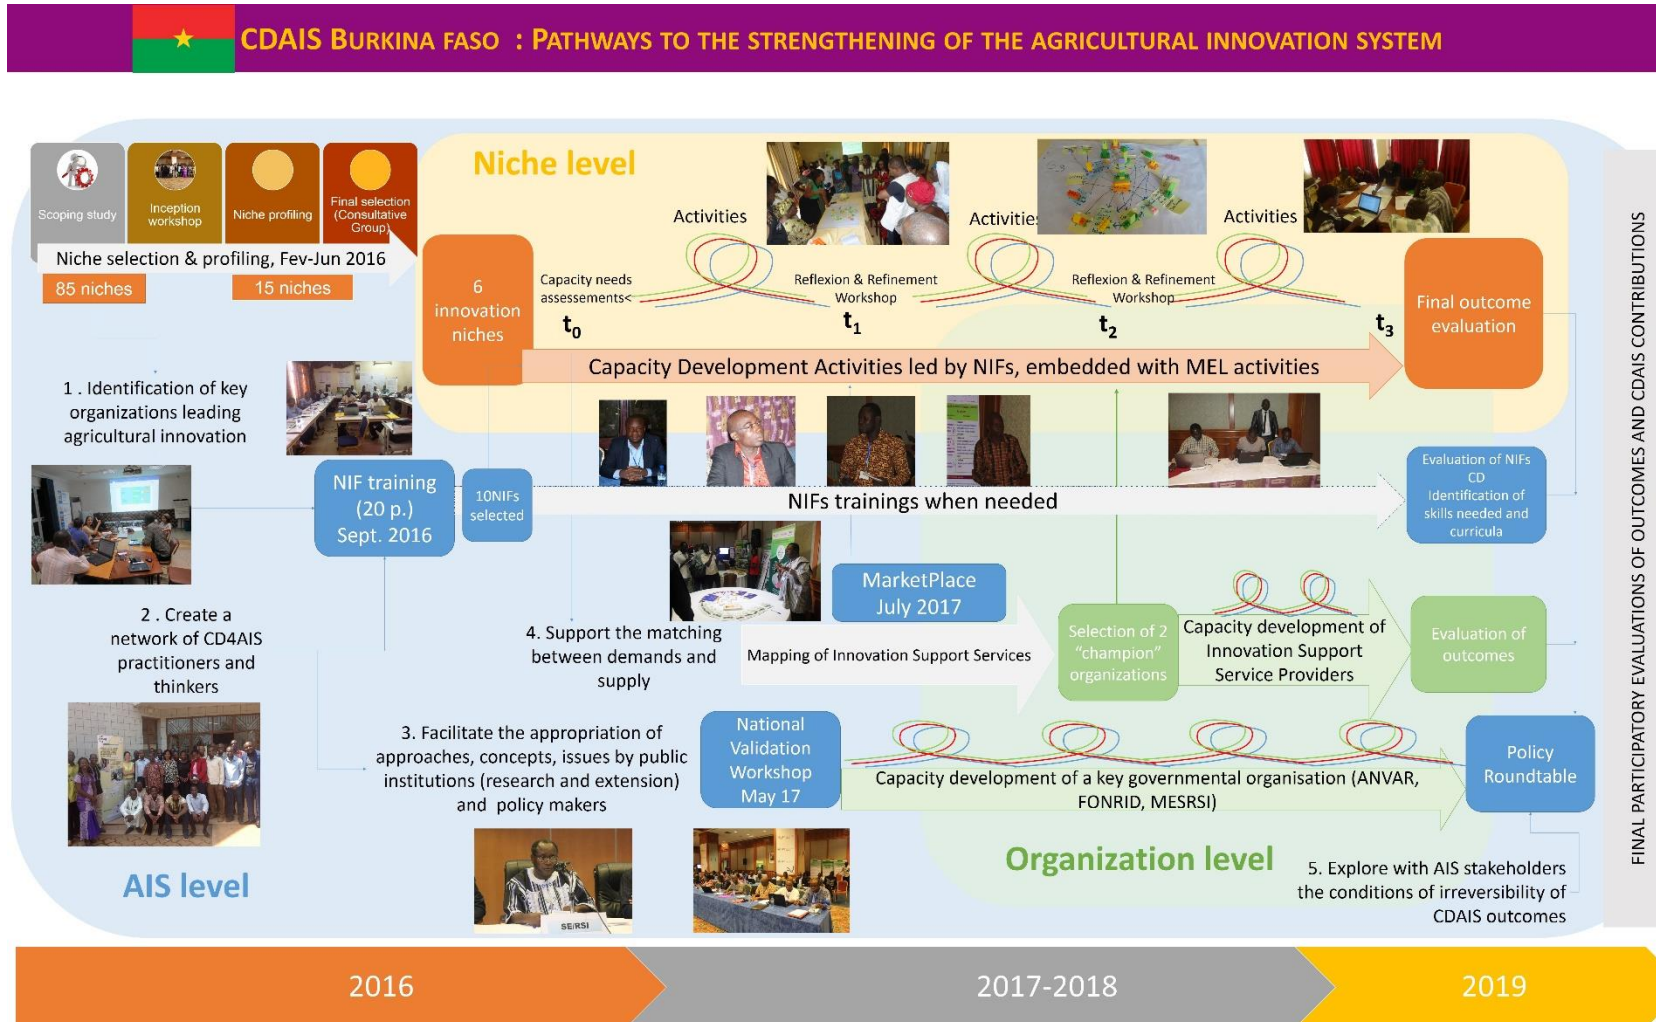 CDAIS BURKINA FASO : PATHWAYS TO THE STRENGTHENING OF THE AGRICULTURAL INNOVATION SYSTEM
Scoping study
Inception
workshop
Niche profiling
Final selection
(Consultative
Group)
Niche selection & profiling, Fev-Jun 2016
85 niches
15 niches
Niche level
Activities
Activitie
Activities
6
innovation
niches
Capacity needs
assessements<
Reflexion & Refinement
Workshop
Reflexion & Refinement
Workshop
t0
t1
t2
t3
Final outcome
evaluation
Capacity Development Activities led by NIFs, embedded with MEL activities
1 . Identification of key
organizations leading
agricultural innovation
NIF training
(20 p.)
Sept. 2016
10NIFs
selected
NIFs trainings when needed
Evaluation of NIFs
CD
Identification of
skills needed and
curricula
2 . Create a
network of CD4AIS
practitioners and
thinkers
4. Support the matching
between demands and
supply
MarketPlace
July 2017
Mapping of Innovation Support Services
Selection of 2
“champion”
organizations
Capacity development of
Innovation Support
Service Providers
Evaluation of
outcomes
3. Facilitate the appropriation of
approaches, concepts, issues by public
institutions (research and extension)
and policy makers
National
Validation
Workshop
May 17
Capacity development of a key governmental organisation (ANVAR,
FONRID, MESRSI)
Policy
Roundtable
SE/RSI
AIS level
Organization level
5. Explore with AIS stakeholders
the conditions of irreversibility of
CDAIS outcomes
FINAL PARTICIPATORY EVALUATIONS OF OUTCOMES AND CDAIS CONTRIBUTIONS
2016
2017-2018
2019